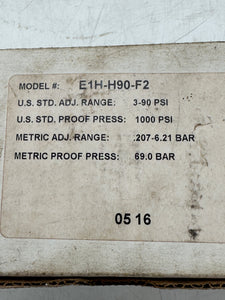 MODEL #: E1H-H90-F2
U.S. STD. ADJ. RANGE: 3-90 PSI
U.S. STD. PROOF PRESS: 1000 PSI
METRIC ADJ. RANGE: .207-6.21 BAR
METRIC PROOF PRESS: 69.0 BAR
05 16